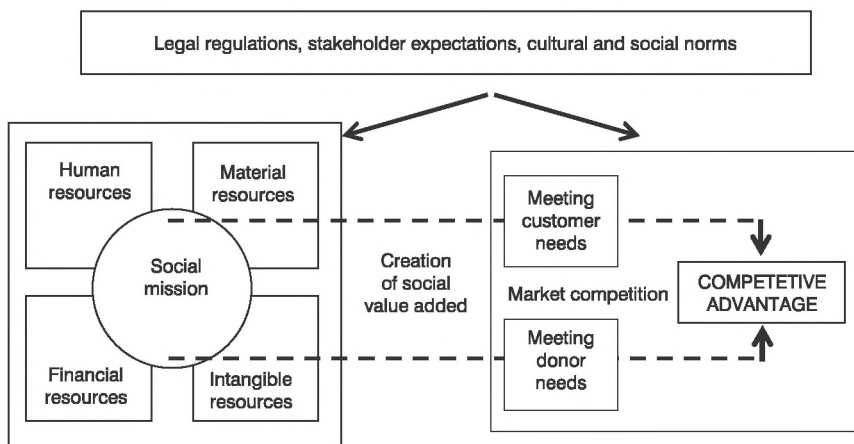 Legal regulations, stakeholder expectations, cultural and social norms
Human
resources
Material
resources
Social
mission
Financial
resources
Intangible
resources
Creation
of social
value added
Meeting
customer
needs
Market competition
Meeting
donor
needs
COMPETETIVE
ADVANTAGE